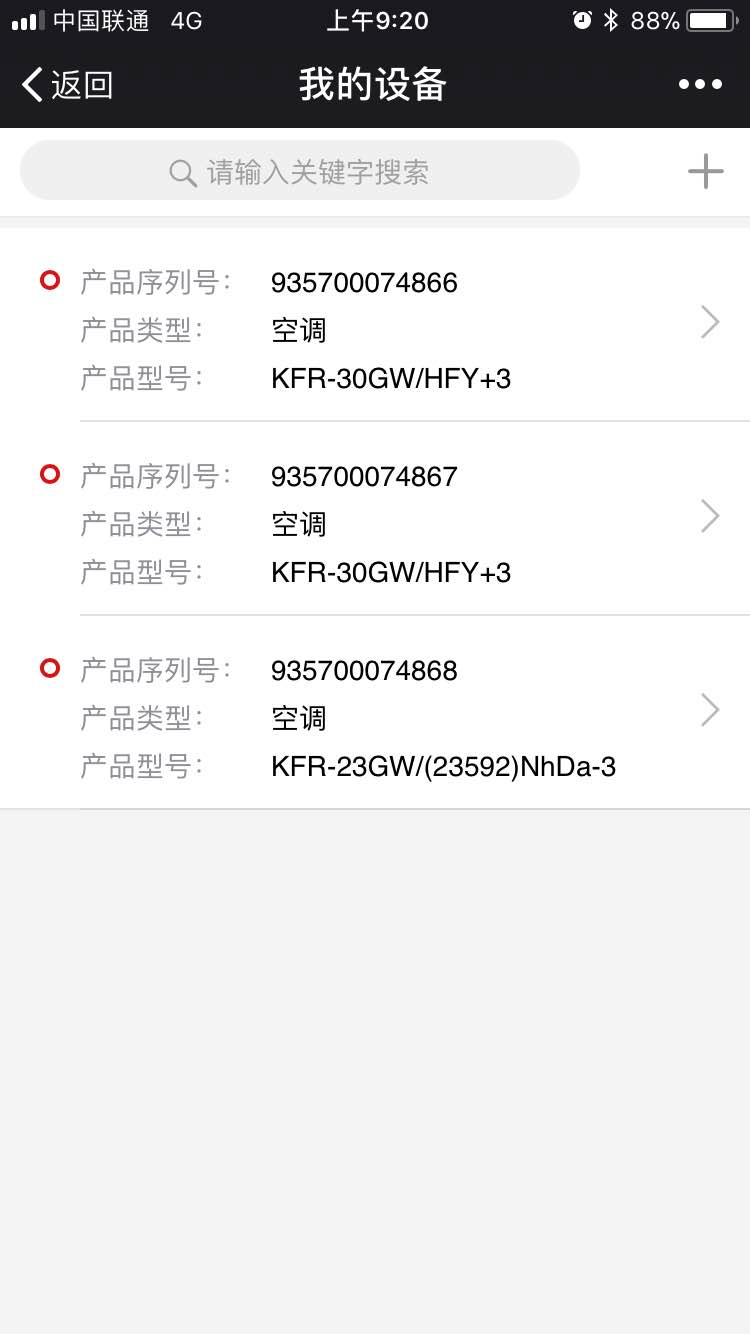 中国联通 4G 上午9:20 88%
返回 我的设备
请输入关键字搜索
产品序列号: 935700074866
产品类型: 空调
产品型号: KFR-30GW/HFY+3
产品序列号: 935700074867
产品类型: 空调
产品型号: KFR-30GW/HFY+3
产品序列号: 935700074868
产品类型: 空调
产品型号: KFR-23GW/(23592)NhDa-3